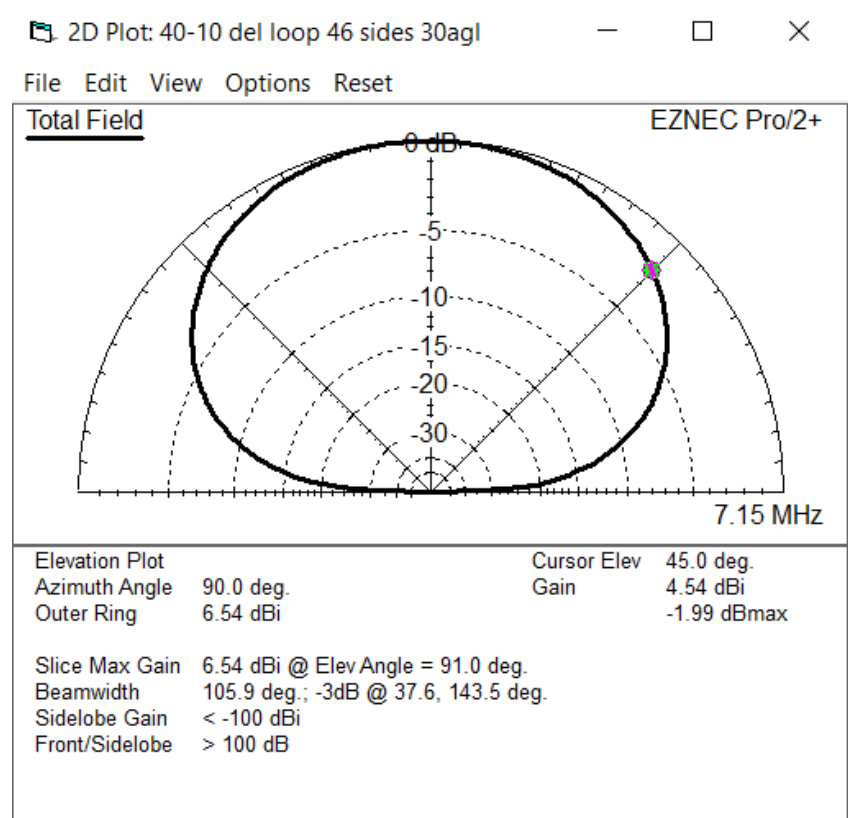 2D Plot: 40-10 del loop 46 sides 30agl
File Edit View Options Reset
Total Field
EZNEC Pro/2+
0 dB
-5
-10
-15
-20
-30
7.15 MHz
Elevation Plot
Cursor Elev 45.0 deg.
Azimuth Angle 90.0 deg.
Gain 4.54 dBi
Outer Ring 6.54 dBi
-1.99 dBmax
Slice Max Gain 6.54 dBi @ Elev Angle = 91.0 deg.
Beamwidth 105.9 deg.; -3dB @ 37.6, 143.5 deg.
Sidelobe Gain < -100 dBi
Front/Sidelobe > 100 dB